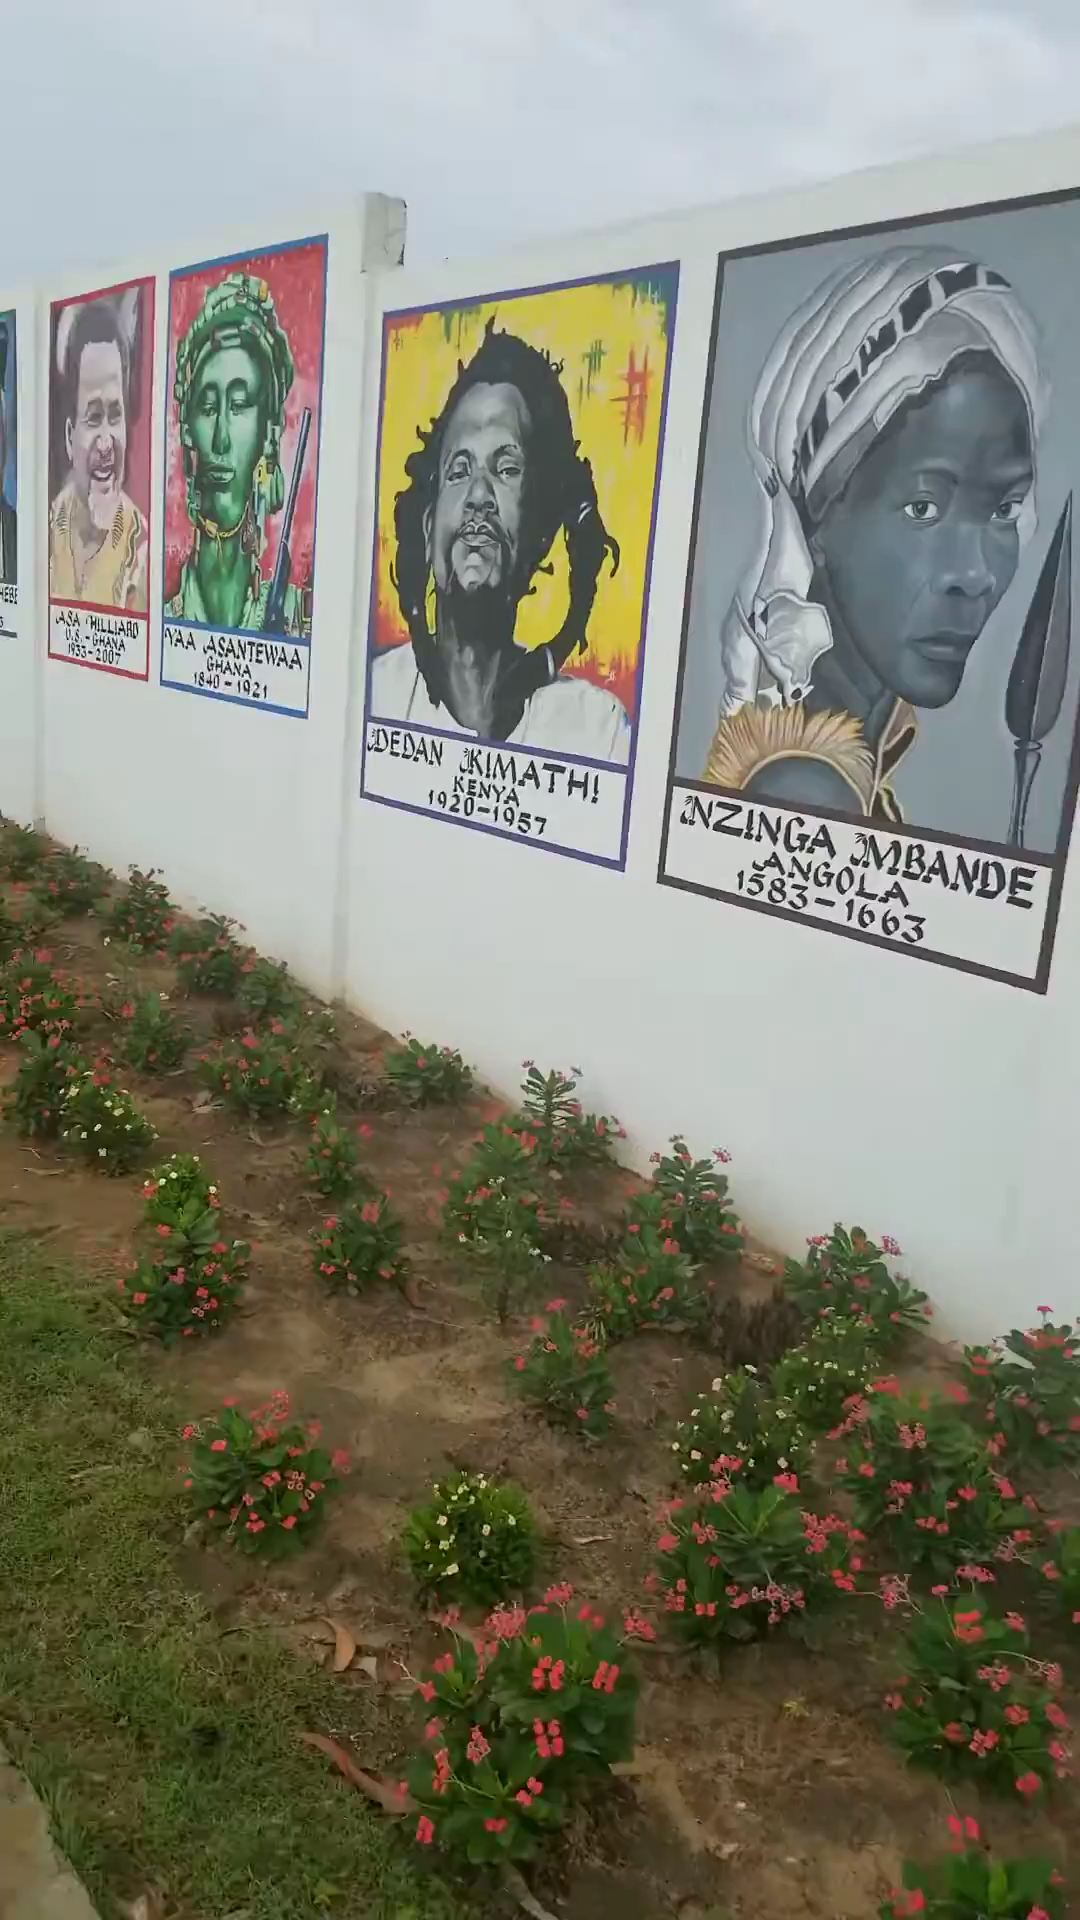 ASA HILLIARD
U.S.-GHANA
1933-2007
YAA ASANTEWAA
GHANA
1840-1921
DEDAN KIMATHI
KENYA
1920-1957
NZINGA MBANDE
ANGOLA
1583-1663